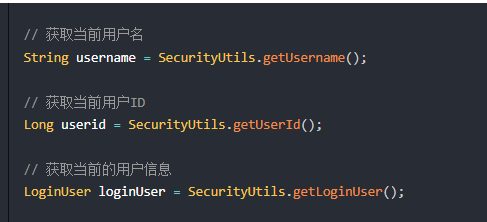 // 获取当前用户名
String username = SecurityUtils.getUsername();
// 获取当前用户ID
Long userid = SecurityUtils.getUserId();
// 获取当前的用户信息
LoginUser loginUser = SecurityUtils.getLoginUser();